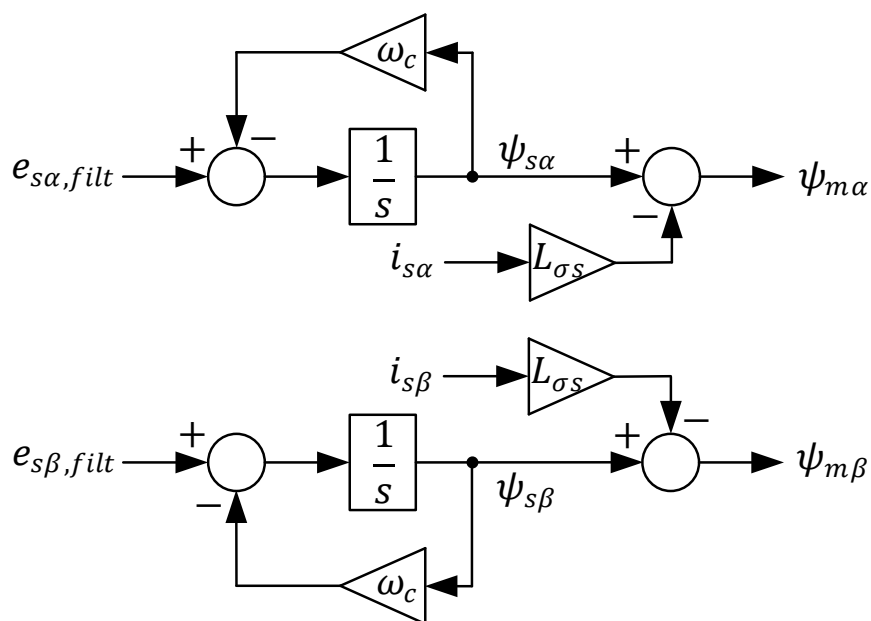 ω_c
+ −
e_{sα,filt} 1/s ψ_{sα} + ψ_{mα}
−
i_{sα} L_{σs}
i_{sβ} L_{σs}
−
+ +
e_{sβ,filt} 1/s ψ_{sβ} ψ_{mβ}
−
ω_c